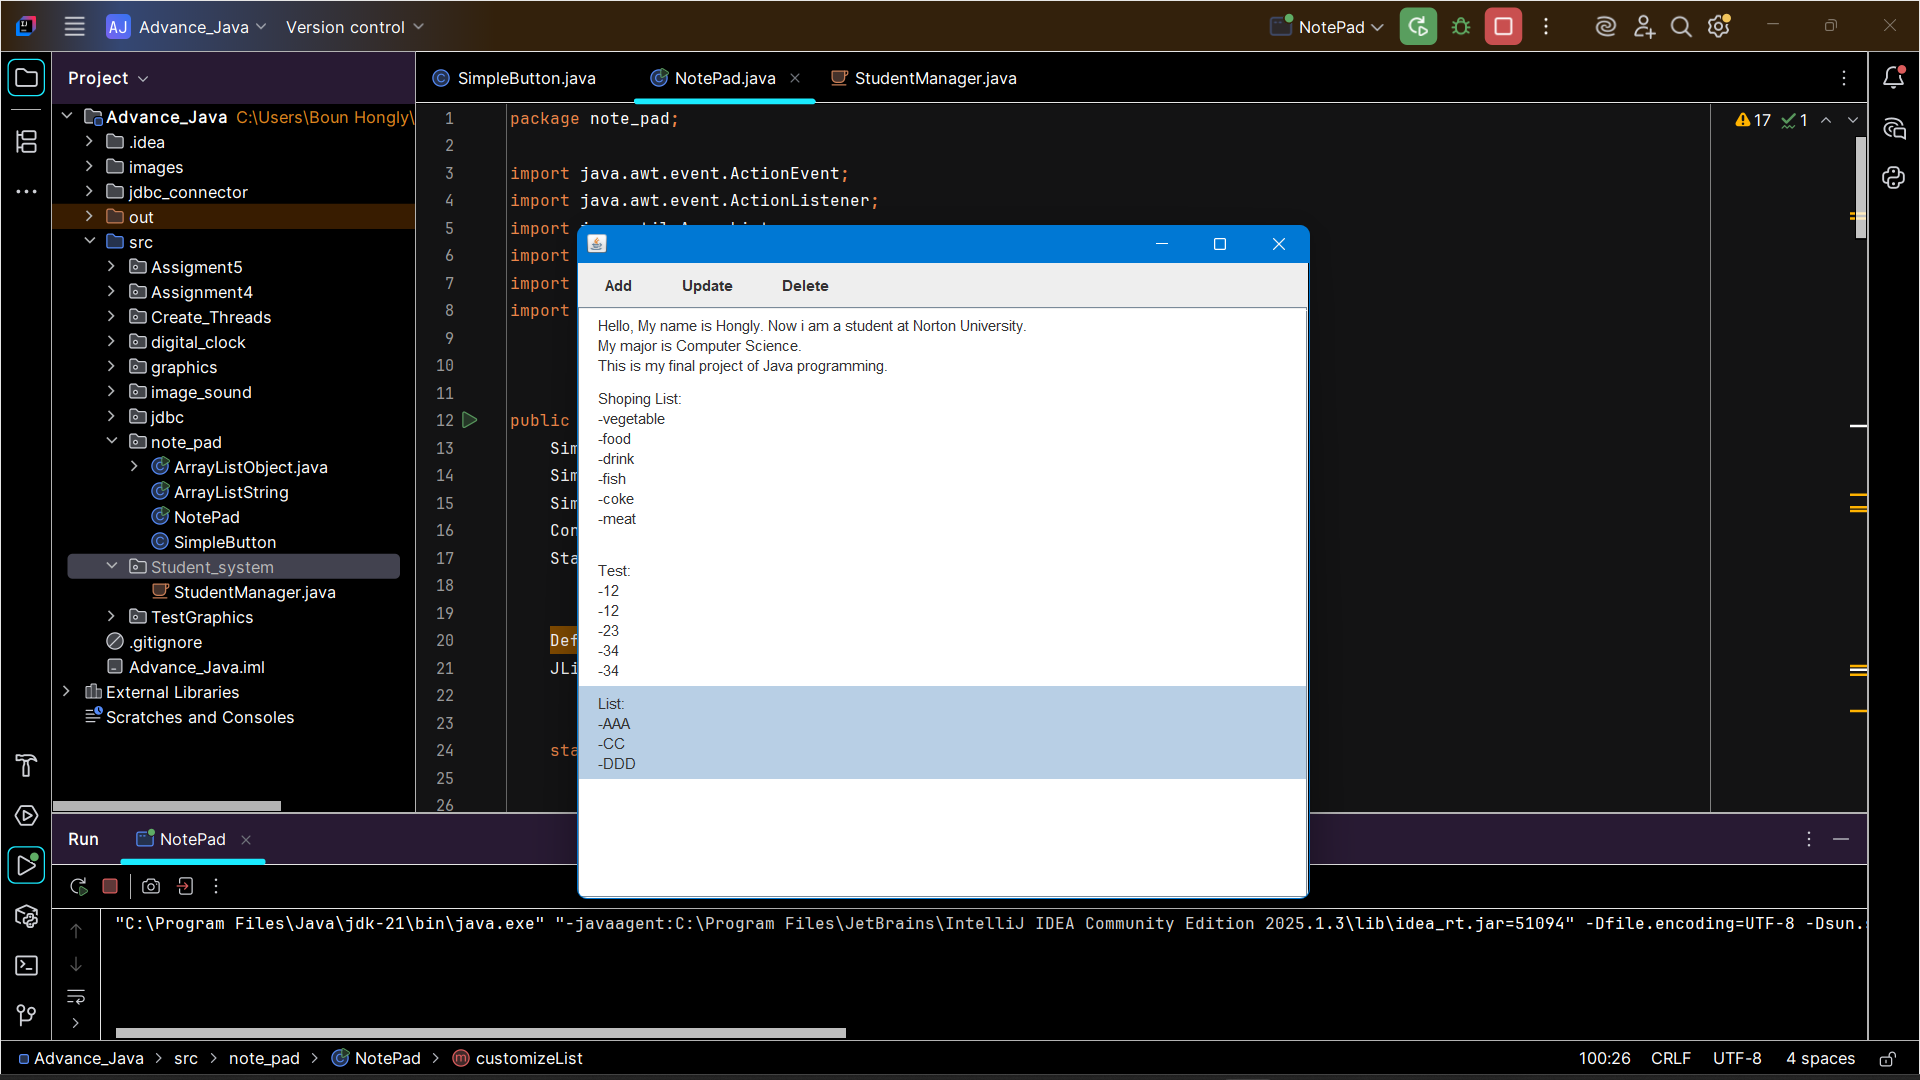 AJ Advance_Java Version control NotePad
Project SimpleButton.java NotePad.java StudentManager.java
Advance_Java C:\Users\Boun Hongly\
.idea
images
jdbc_connector
out
src
Assigment5
Assignment4
Create_Threads
digital_clock
graphics
image_sound
jdbc
note_pad
ArrayListObject.java
ArrayListString
NotePad
SimpleButton
Student_system
StudentManager.java
TestGraphics
.gitignore
Advance_Java.iml
External Libraries
Scratches and Consoles
17 1
1 package note_pad;
2
3 import java.awt.event.ActionEvent;
4 import java.awt.event.ActionListener;
5 import
6 import
7 import
8 import
9
10
11
12 public
13 Sim
14 Sim
15 Sim
16 Con
17 Sta
18
19
20 Def
21 JLi
22
23
24 sta
25
26
Add Update Delete
Hello, My name is Hongly. Now i am a student at Norton University.
My major is Computer Science.
This is my final project of Java programming.
Shoping List:
-vegetable
-food
-drink
-fish
-coke
-meat
Test:
-12
-12
-23
-34
-34
List:
-AAA
-CC
-DDD
Run NotePad
"C:\Program Files\Java\jdk-21\bin\java.exe" "-javaagent:C:\Program Files\JetBrains\IntelliJ IDEA Community Edition 2025.1.3\lib\idea_rt.jar=51094" -Dfile.encoding=UTF-8 -Dsun.
Advance_Java > src > note_pad > NotePad > customizeList 100:26 CRLF UTF-8 4 spaces